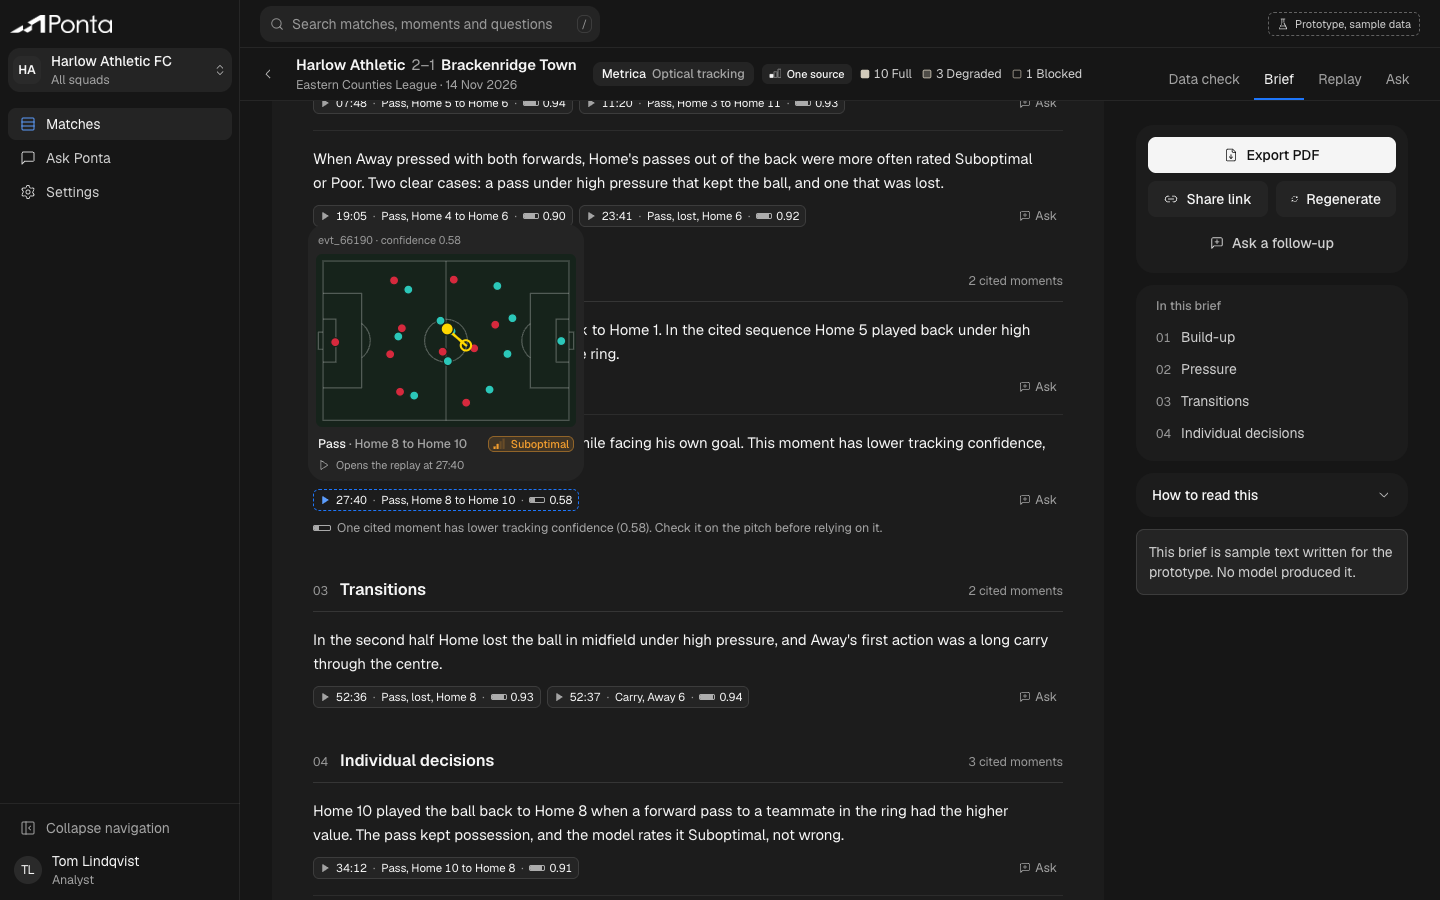 Ponta
HA
Harlow Athletic FC
All squads
Matches
Ask Ponta
Settings
Collapse navigation
TL
Tom Lindqvist
Analyst
Search matches, moments and questions
/
Prototype, sample data
Harlow Athletic 2–1 Brackenridge Town
Eastern Counties League · 14 Nov 2026
Metrica Optical tracking
One source
10 Full
3 Degraded
1 Blocked
Data check
Brief
Replay
Ask
07:48 · Pass, Home 5 to Home 6 · 0.94
11:20 · Pass, Home 3 to Home 11 · 0.93
Ask
When Away pressed with both forwards, Home's passes out of the back were more often rated Suboptimal
or Poor. Two clear cases: a pass under high pressure that kept the ball, and one that was lost.
19:05 · Pass, Home 4 to Home 6 · 0.90
23:41 · Pass, lost, Home 6 · 0.92
Ask
evt_66190 · confidence 0.58
2 cited moments
to Home 1. In the cited sequence Home 5 played back under high
ring.
Ask
facing his own goal. This moment has lower tracking confidence,
Pass · Home 8 to Home 10
Suboptimal
Opens the replay at 27:40
27:40 · Pass, Home 8 to Home 10 · 0.58
Ask
One cited moment has lower tracking confidence (0.58). Check it on the pitch before relying on it.
03 Transitions
2 cited moments
In the second half Home lost the ball in midfield under high pressure, and Away's first action was a long carry
through the centre.
52:36 · Pass, lost, Home 8 · 0.93
52:37 · Carry, Away 6 · 0.94
Ask
04 Individual decisions
3 cited moments
Home 10 played the ball back to Home 8 when a forward pass to a teammate in the ring had the higher
value. The pass kept possession, and the model rates it Suboptimal, not wrong.
34:12 · Pass, Home 10 to Home 8 · 0.91
Ask
Export PDF
Share link
Regenerate
Ask a follow-up
In this brief
01 Build-up
02 Pressure
03 Transitions
04 Individual decisions
How to read this
This brief is sample text written for the
prototype. No model produced it.